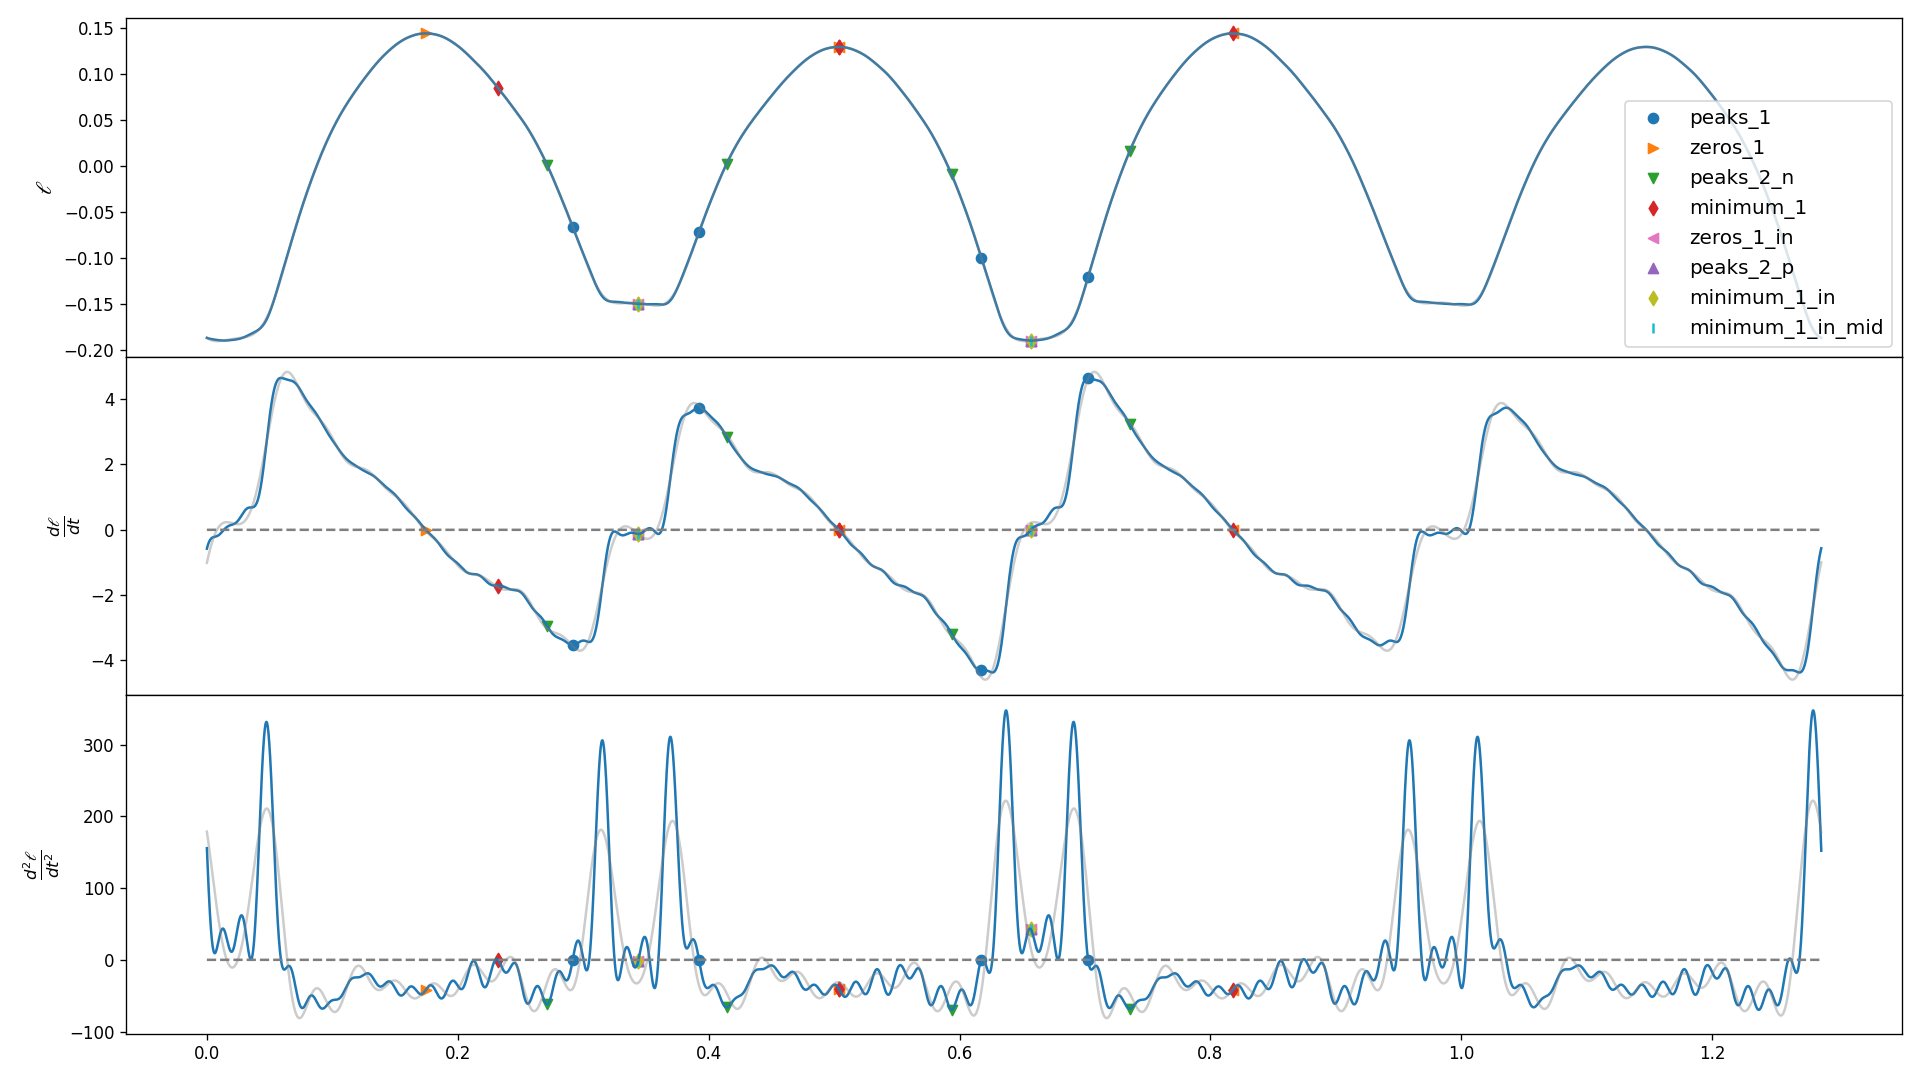 0.15
0.10
0.05
0.00
−0.05
−0.10
−0.15
−0.20
ℓ
peaks_1
zeros_1
peaks_2_n
minimum_1
zeros_1_in
peaks_2_p
minimum_1_in
minimum_1_in_mid
4
2
0
−2
−4
dℓ
dt
300
200
100
0
−100
d²ℓ
dt²
0.0 0.2 0.4 0.6 0.8 1.0 1.2